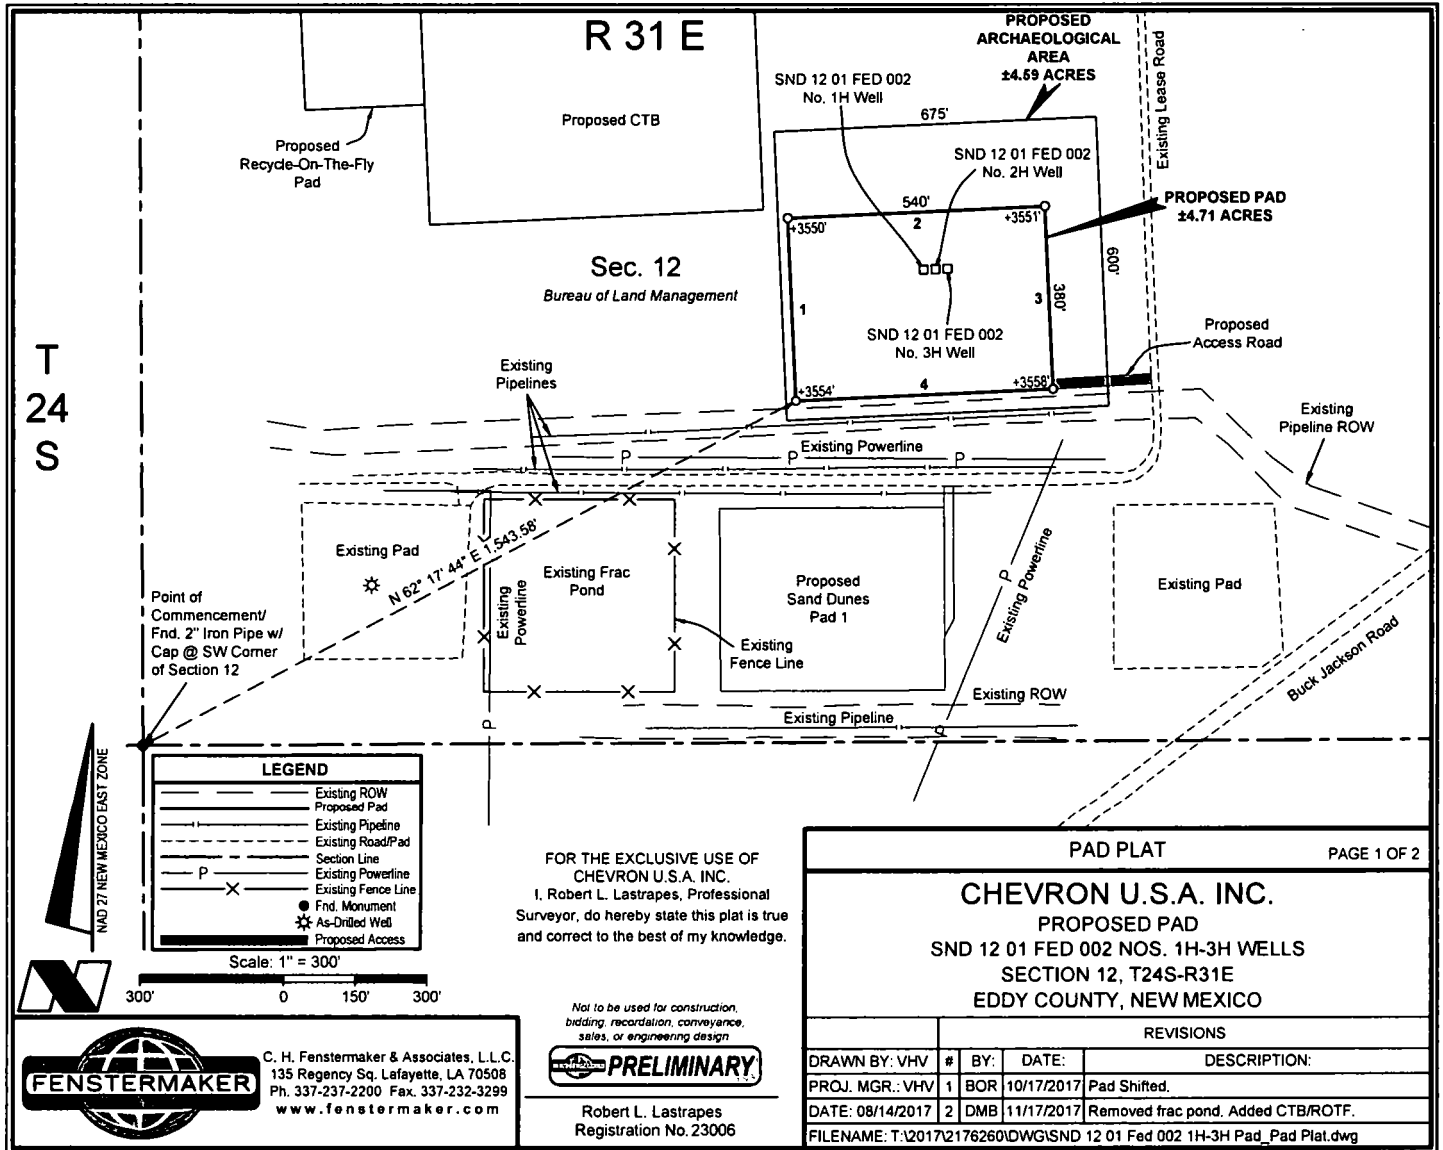 R 31 E
PROPOSED
ARCHAEOLOGICAL
AREA
±4.59 ACRES
SND 12 01 FED 002
No. 1H Well
675'
Existing Lease Road
Proposed CTB
Proposed
Recycle-On-The-Fly
Pad
SND 12 01 FED 002
No. 2H Well
PROPOSED PAD
±4.71 ACRES
540'
2
+3550'
+3551'
600'
Sec. 12
Bureau of Land Management
1
3
380'
SND 12 01 FED 002
No. 3H Well
Proposed
Access Road
T
24
S
Existing
Pipelines
4
+3554'
+3558'
Existing
Pipeline ROW
Existing Powerline
P
P
P
N 62° 17' 44" E 1,543.58'
Existing Pad
Existing Frac
Pond
Existing
Powerline
Proposed
Sand Dunes
Pad 1
P
Existing Powerline
Existing Pad
Point of
Commencement/
Fnd. 2" Iron Pipe w/
Cap @ SW Corner
of Section 12
Existing
Fence Line
Buck Jackson Road
Existing ROW
Existing Pipeline
P
P
NAD 27 NEW MEXICO EAST ZONE
LEGEND
Existing ROW
Proposed Pad
Existing Pipeline
Existing Road/Pad
Section Line
P Existing Powerline
Existing Fence Line
Fnd. Monument
As-Drilled Well
Proposed Access
Scale: 1" = 300'
300' 0 150' 300'
FOR THE EXCLUSIVE USE OF
CHEVRON U.S.A. INC.
I, Robert L. Lastrapes, Professional
Surveyor, do hereby state this plat is true
and correct to the best of my knowledge.
Not to be used for construction,
bidding, recordation, conveyance,
sales, or engineering design
PRELIMINARY
Robert L. Lastrapes
Registration No. 23006
FENSTERMAKER
C. H. Fenstermaker & Associates, L.L.C.
135 Regency Sq. Lafayette, LA 70508
Ph. 337-237-2200 Fax. 337-232-3299
www.fenstermaker.com
PAD PLAT PAGE 1 OF 2
CHEVRON U.S.A. INC.
PROPOSED PAD
SND 12 01 FED 002 NOS. 1H-3H WELLS
SECTION 12, T24S-R31E
EDDY COUNTY, NEW MEXICO
REVISIONS
DRAWN BY: VHV # BY: DATE: DESCRIPTION:
PROJ. MGR.: VHV 1 BOR 10/17/2017 Pad Shifted.
DATE: 08/14/2017 2 DMB 11/17/2017 Removed frac pond. Added CTB/ROTF.
FILENAME: T:\2017\2176260\DWG\SND 12 01 Fed 002 1H-3H Pad_Pad Plat.dwg